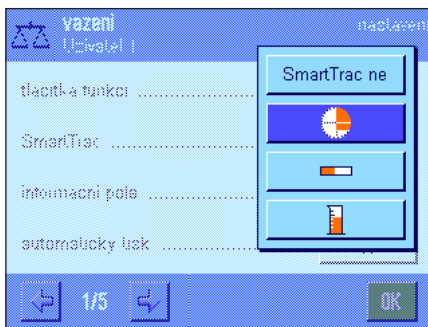 vazeni
nastaveni
Uzivatel 1
SmartTrac ne
tlacitka funkci ..................
SmartTrac ..................
informacni pole ..................
automaticky tisk ..................
1/5
OK